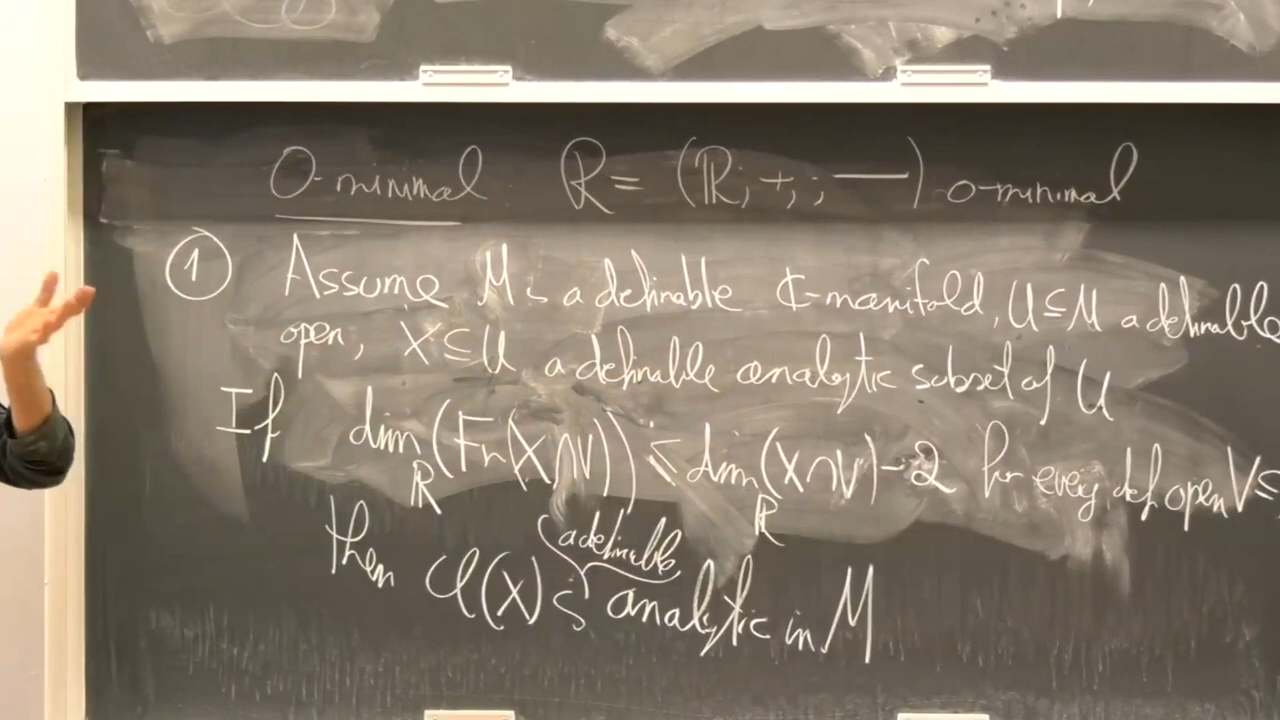 O-minimal: R = (ℝ; +, ·, —) o-minimal
① Assume M is a definable ℂ-manifold, U ⊆ M a definable
open, X ⊆ U a definable analytic subset of U
If dim_ℝ(Fr(X∩V)) ≤ dim_ℝ(X∩V) - 2 for every def open V ⊆
a definable
then Cl(X) is analytic in M